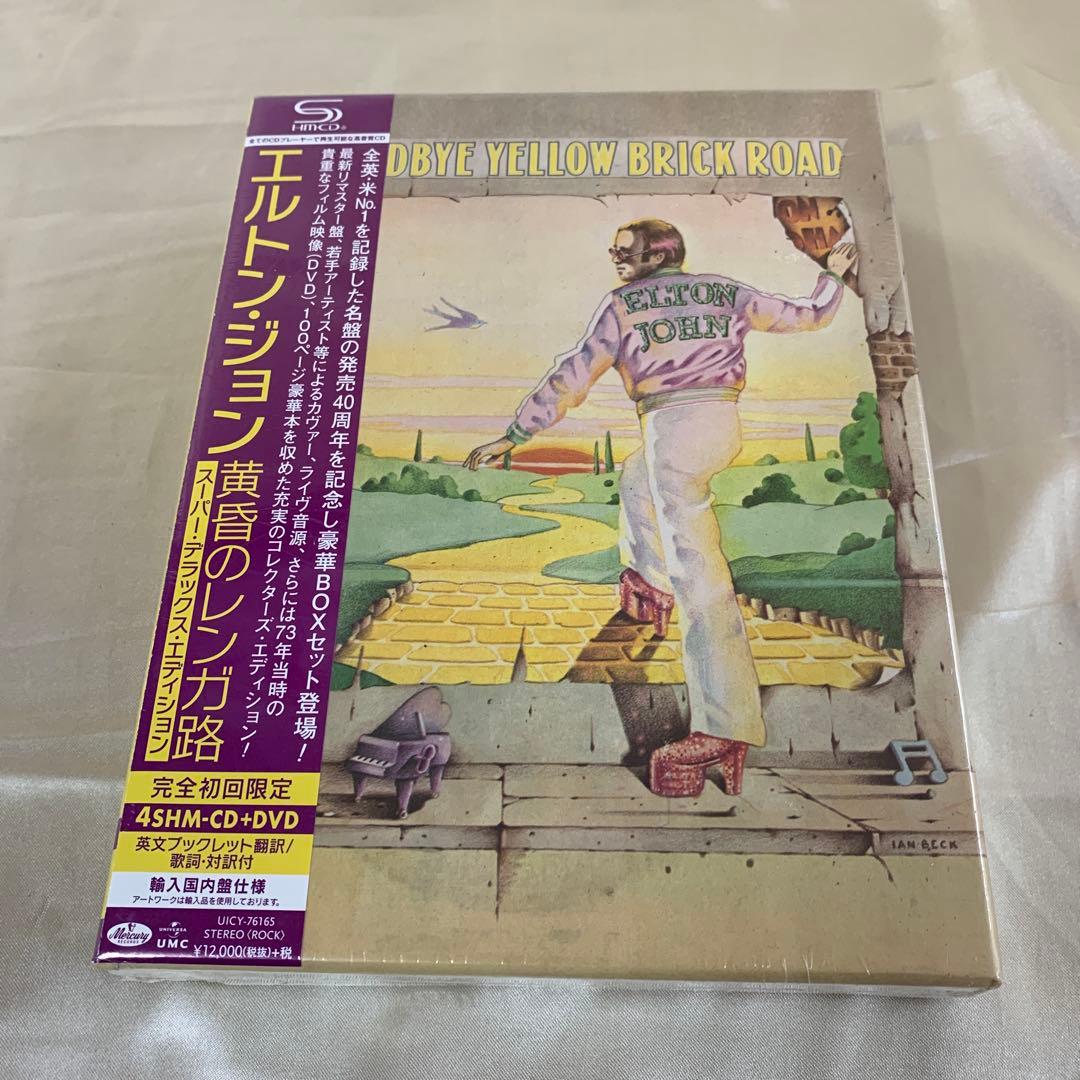 SHMCD®
全てのCDプレーヤーで再生可能な高音質CD
エルトン・ジョン
黄昏のレンガ路
スーパー・デラックス・エディション
全英・米No.1を記録した名盤の発売40周年を記念し豪華BOXセット登場！
最新リマスター盤、若手アーティスト等によるカヴァー、ライヴ音源、さらには73年当時の
貴重なフィルム映像(DVD)、100ページ豪華本を収めた充実のコレクターズ・エディション！
完全初回限定
4SHM-CD+DVD
英文ブックレット翻訳/
歌詞・対訳付
輸入国内盤仕様
アートワークは輸入品を使用しております。
UICY-76165
STEREO〈ROCK〉
¥12,000(税抜)+税
Mercury
RECORDS
UNIVERSAL
UMC
DBYE YELLOW BRICK ROAD
ELTON
JOHN
IAN BECK